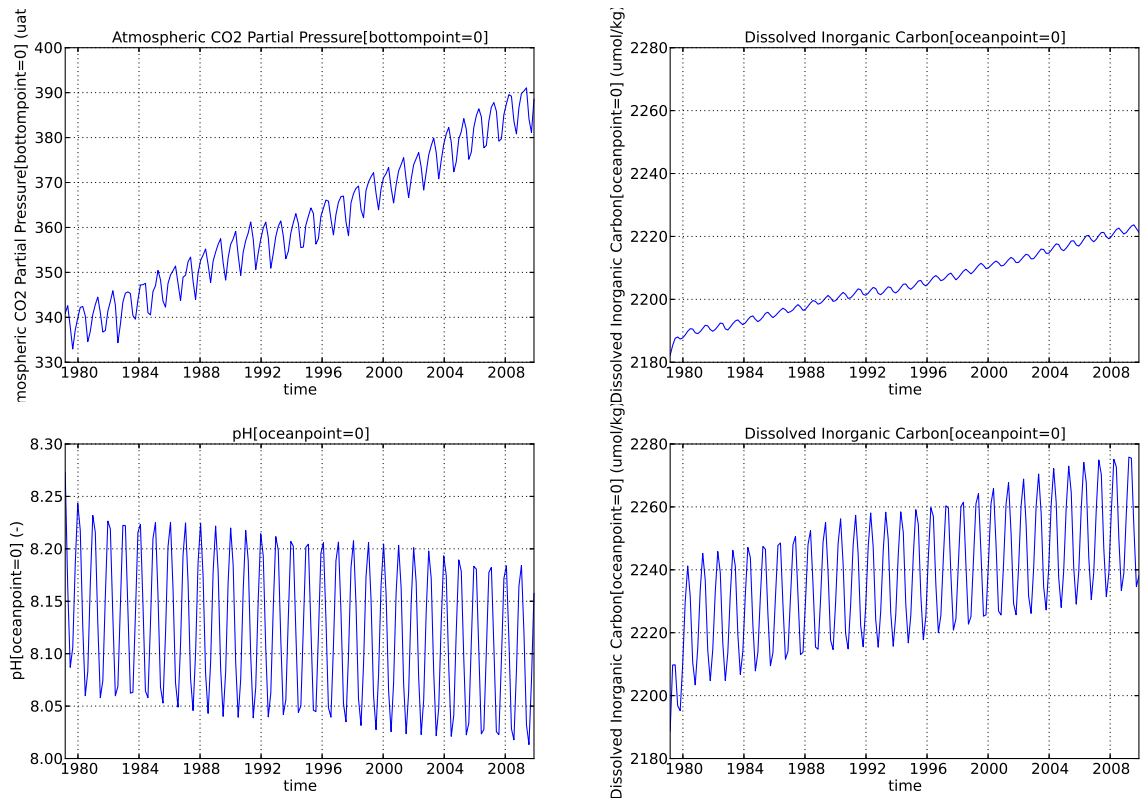 Atmospheric CO2 Partial Pressure[bottompoint=0]
mospheric CO2 Partial Pressure[bottompoint=0] (uat
400
390
380
370
360
350
340
330
1980 1984 1988 1992 1996 2000 2004 2008
time
Dissolved Inorganic Carbon[oceanpoint=0]
Dissolved Inorganic Carbon[oceanpoint=0] (umol/kg)
2280
2260
2240
2220
2200
2180
1980 1984 1988 1992 1996 2000 2004 2008
time
pH[oceanpoint=0]
pH[oceanpoint=0] (-)
8.30
8.25
8.20
8.15
8.10
8.05
8.00
1980 1984 1988 1992 1996 2000 2004 2008
time
Dissolved Inorganic Carbon[oceanpoint=0]
Dissolved Inorganic Carbon[oceanpoint=0] (umol/kg)
2280
2260
2240
2220
2200
2180
1980 1984 1988 1992 1996 2000 2004 2008
time